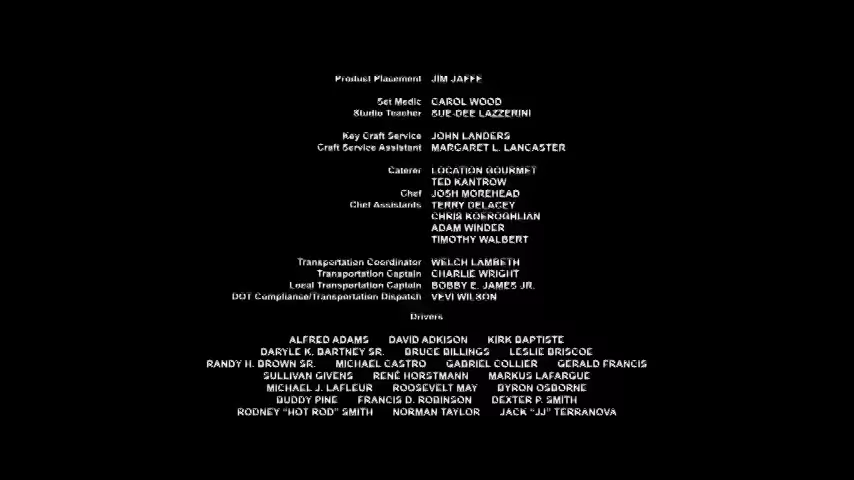 Product Placement JIM JAFFE
Set Medic CAROL WOOD
Studio Teacher SUE-DEE LAZZERINI
Key Craft Service JOHN LANDERS
Craft Service Assistant MARGARET L. LANCASTER
Caterer LOCATION GOURMET
TED KANTROW
Chef JOSH MOREHEAD
Chef Assistants TERRY DELACEY
CHRIS KOEROGHLIAN
ADAM WINDER
TIMOTHY WALBERT
Transportation Coordinator WELCH LAMBETH
Transportation Captain CHARLIE WRIGHT
Local Transportation Captain BOBBY E. JAMES JR.
DOT Compliance/Transportation Dispatch VEVI WILSON
Drivers
ALFRED ADAMS DAVID ADKISON KIRK BAPTISTE
DARYLE K. BARTNEY SR. BRUCE BILLINGS LESLIE BRISCOE
RANDY H. BROWN SR. MICHAEL CASTRO GABRIEL COLLIER GERALD FRANCIS
SULLIVAN GIVENS RENÉ HORSTMANN MARKUS LAFARGUE
MICHAEL J. LAFLEUR ROOSEVELT MAY BYRON OSBORNE
BUDDY PINE FRANCIS D. ROBINSON DEXTER P. SMITH
RODNEY “HOT ROD” SMITH NORMAN TAYLOR JACK “JJ” TERRANOVA